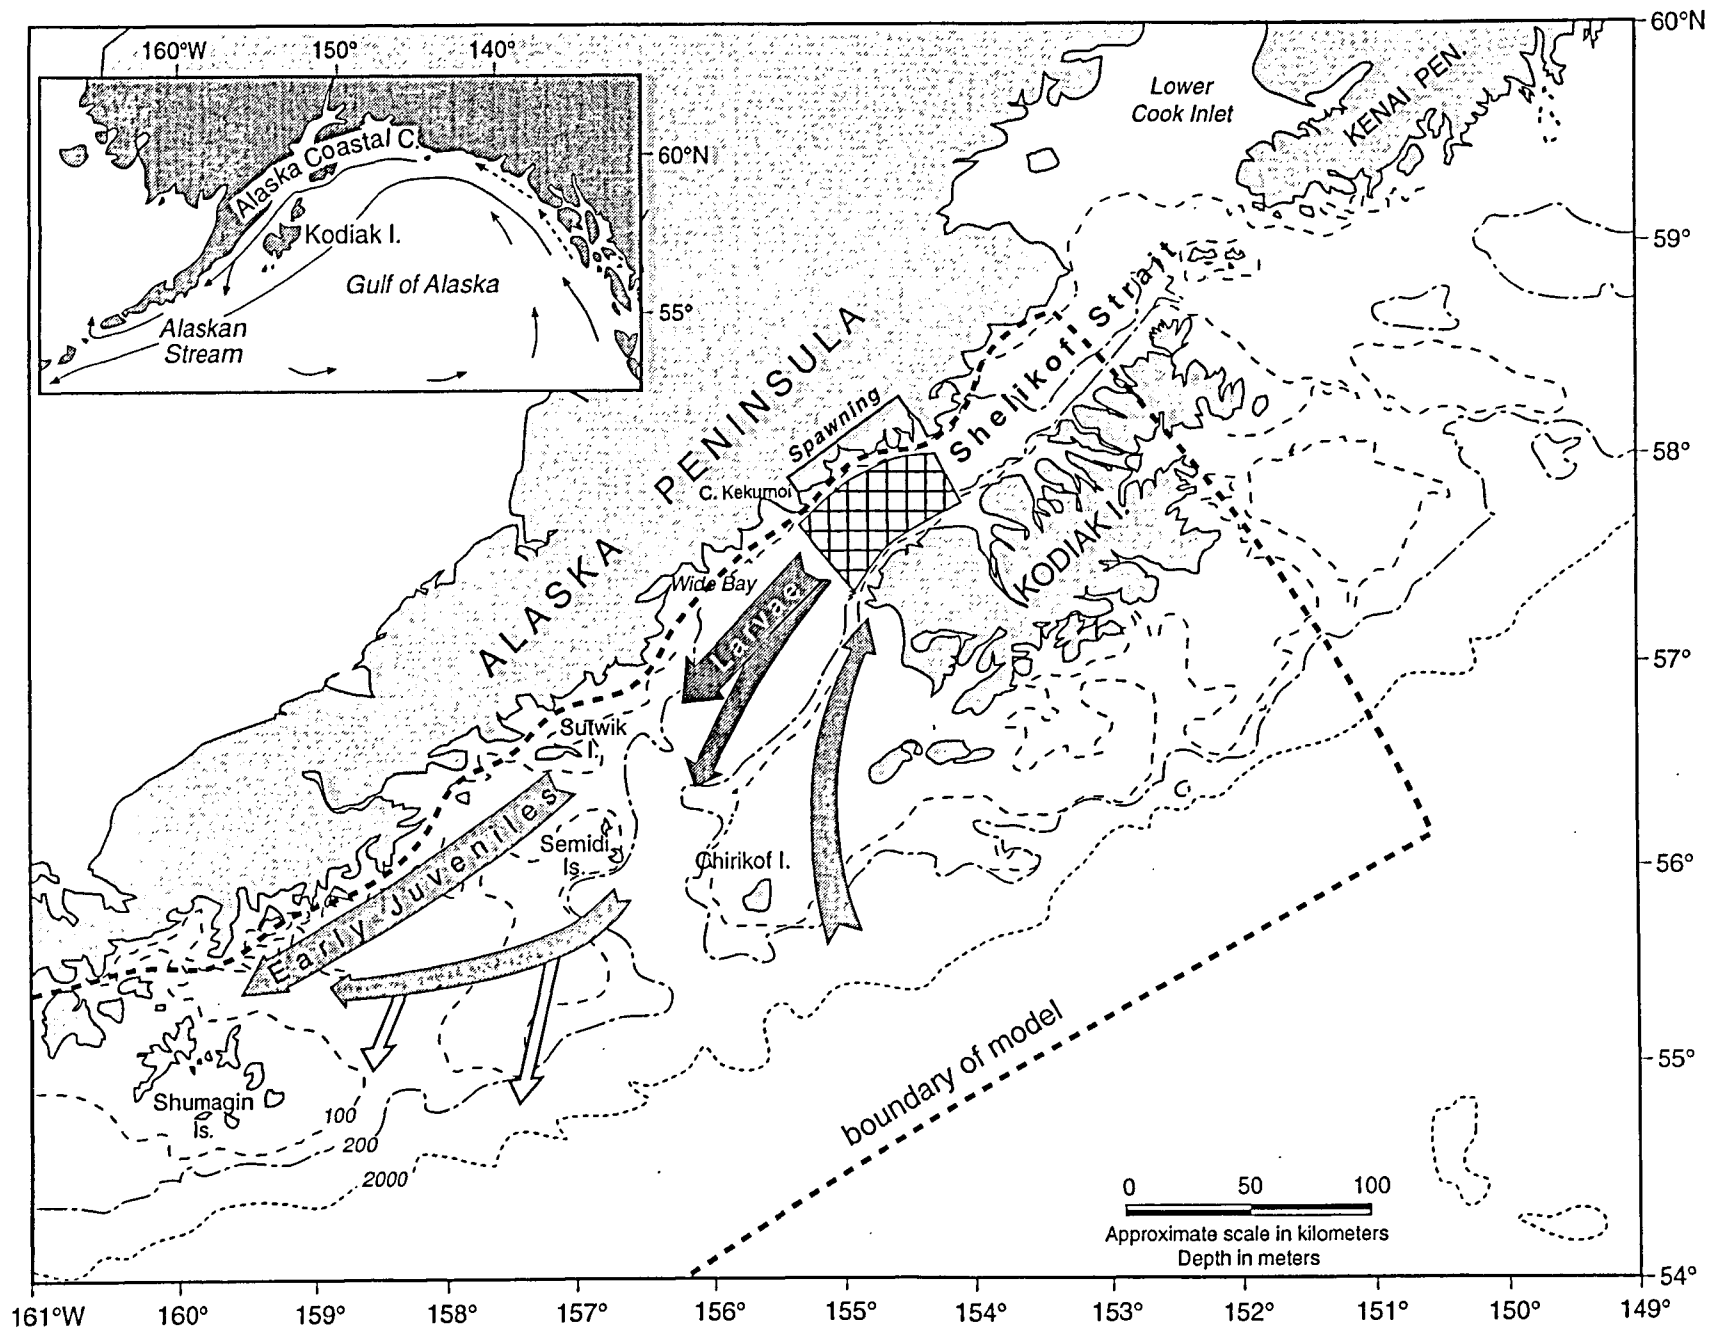 60°N
160°W 150° 140°
Lower
Cook Inlet
KENAI PEN.
Alaska Coastal C.
60°N
Kodiak I.
Gulf of Alaska
55°
Alaskan
Stream
59°
Shelikof Strait
ALASKA PENINSULA
Spawning
58°
C. Kekurnoi
KODIAK I.
Wide Bay
Larvae
57°
Sutwik
I.
Early Juveniles
Semidi
Is.
Chirikof I.
56°
boundary of model
55°
Shumagin
Is.
100
200
2000
0 50 100
Approximate scale in kilometers
Depth in meters
54°
161°W 160° 159° 158° 157° 156° 155° 154° 153° 152° 151° 150° 149°